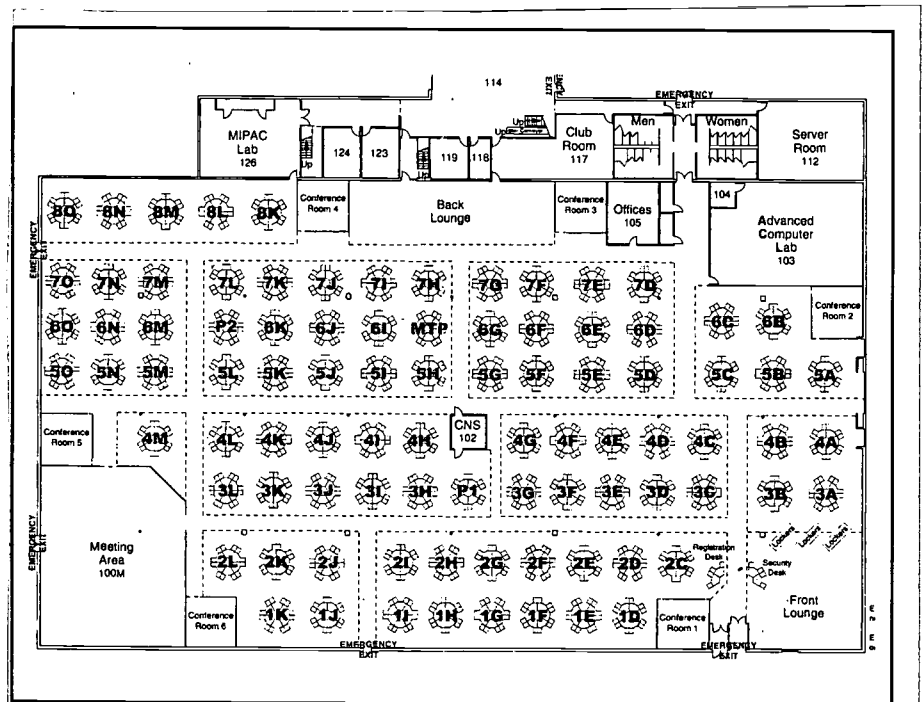 114
EMERGENCY
EXIT
EMERGENCY
EXIT
MIPAC
Lab
126
Up
124
123
Up
119
118
Up
Up
Club
Room
117
Men
Women
Server
Room
112
8O 8N 8M 8L 8K
Conference
Room 4
Back
Lounge
Conference
Room 3
Offices
105
104
Advanced
Computer
Lab
103
EMERGENCY
EXIT
7O 7N 7M 7L 7K 7J 7I 7H 7G 7F 7E 7D
6O 6N 6M P2 6K 6J 6I MTP 6G 6F 6E 6D 6C 6B
Conference
Room 2
5O 5N 5M 5L 5K 5J 5I 5H 5G 5F 5E 5D 5C 5B 5A
Conference
Room 5
4M 4L 4K 4J 4I 4H
CNS
102
4G 4F 4E 4D 4C 4B 4A
3L 3K 3J 3I 3H P1 3G 3F 3E 3D 3C 3B 3A
EMERGENCY
EXIT
Meeting
Area
100M
Lockers
Lockers
Lockers
2L 2K 2J 2I 2H 2G 2F 2E 2D 2C
Registration
Desk
Security
Desk
Conference
Room 6
1K 1J 1I 1H 1G 1F 1E 1D
Conference
Room 1
Front
Lounge
EMERGENCY
EXIT
EMERGENCY
EXIT